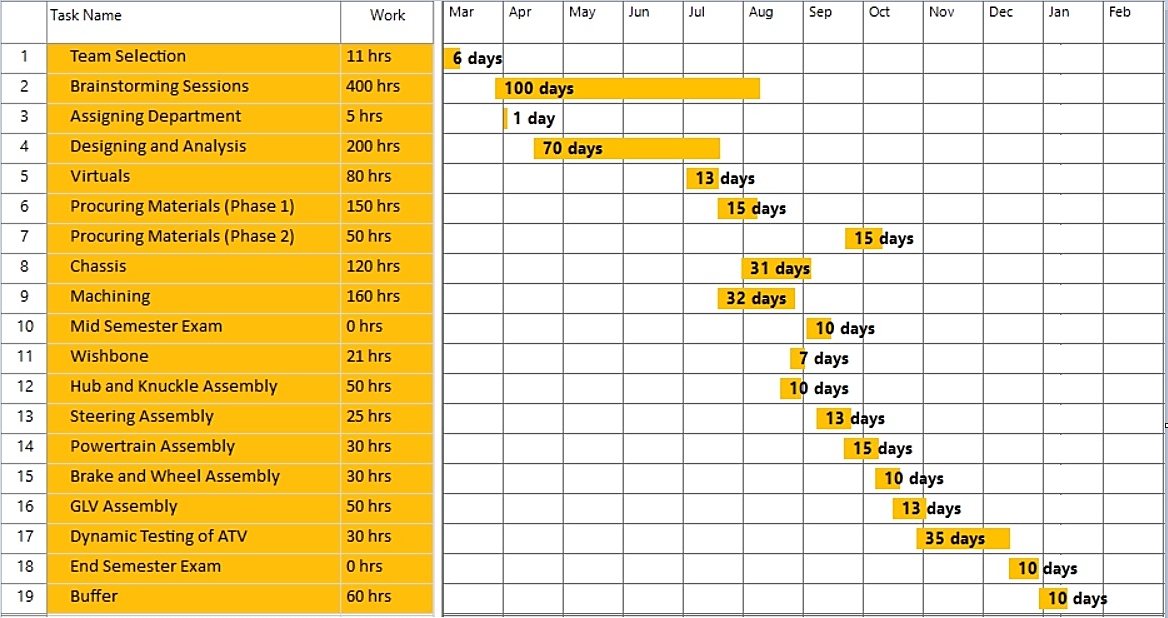 Task Name Work Mar Apr May Jun Jul Aug Sep Oct Nov Dec Jan Feb
1 Team Selection 11 hrs 6 days
2 Brainstorming Sessions 400 hrs 100 days
3 Assigning Department 5 hrs 1 day
4 Designing and Analysis 200 hrs 70 days
5 Virtuals 80 hrs 13 days
6 Procuring Materials (Phase 1) 150 hrs 15 days
7 Procuring Materials (Phase 2) 50 hrs 15 days
8 Chassis 120 hrs 31 days
9 Machining 160 hrs 32 days
10 Mid Semester Exam 0 hrs 10 days
11 Wishbone 21 hrs 7 days
12 Hub and Knuckle Assembly 50 hrs 10 days
13 Steering Assembly 25 hrs 13 days
14 Powertrain Assembly 30 hrs 15 days
15 Brake and Wheel Assembly 30 hrs 10 days
16 GLV Assembly 50 hrs 13 days
17 Dynamic Testing of ATV 30 hrs 35 days
18 End Semester Exam 0 hrs 10 days
19 Buffer 60 hrs 10 days